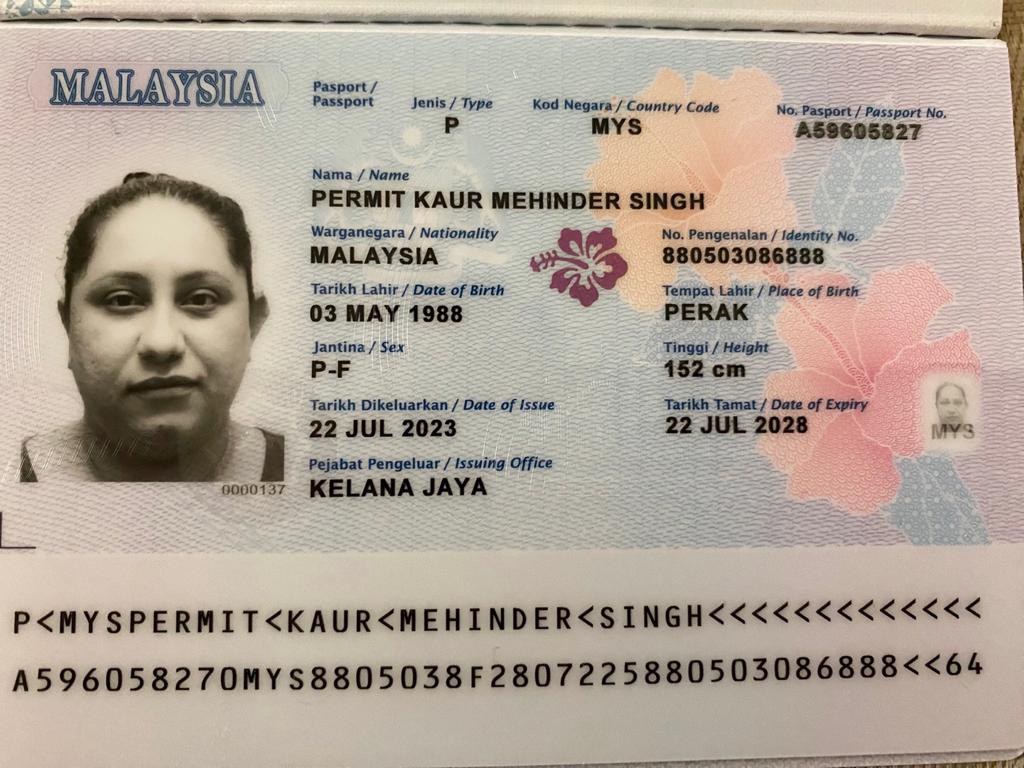 MALAYSIA
Pasport / Passport
Jenis / Type
P
Kod Negara / Country Code
MYS
No. Pasport / Passport No.
A59605827
Nama / Name
PERMIT KAUR MEHINDER SINGH
Warganegara / Nationality
MALAYSIA
No. Pengenalan / Identity No.
880503086888
Tarikh Lahir / Date of Birth
03 MAY 1988
Tempat Lahir / Place of Birth
PERAK
Jantina / Sex
P-F
Tinggi / Height
152 cm
Tarikh Dikeluarkan / Date of Issue
22 JUL 2023
Tarikh Tamat / Date of Expiry
22 JUL 2028
MYS
Pejabat Pengeluar / Issuing Office
KELANA JAYA
0000137
P<MYSPERMIT<KAUR<MEHINDER<SINGH<<<<<<<<<<<<<
A596058270MYS8805038F2807225880503086888<<64